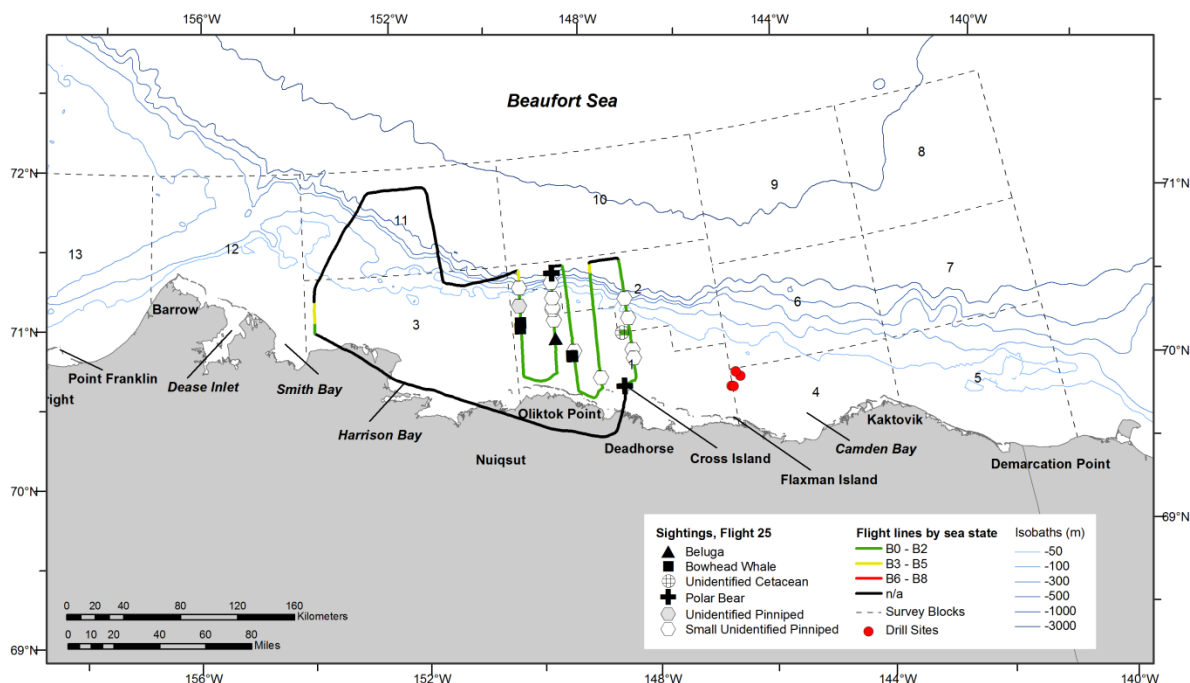 156°W 152°W 148°W 144°W 140°W
Beaufort Sea
8
72°N 71°N
9
10
11
12
13
7
2
6
3
Barrow
71°N 70°N
Point Franklin
right
Dease Inlet
Smith Bay
1
5
4
Harrison Bay
Oliktok Point
Kaktovik
Deadhorse
Camden Bay
Nuiqsut
Cross Island
Demarcation Point
Flaxman Island
70°N 69°N
Sightings, Flight 25
Beluga
Bowhead Whale
Unidentified Cetacean
Polar Bear
Unidentified Pinniped
Small Unidentified Pinniped
Flight lines by sea state
B0 - B2
B3 - B5
B6 - B8
n/a
Survey Blocks
Drill Sites
Isobaths (m)
-50
-100
-300
-500
-1000
-3000
0 20 40 80 120 160
Kilometers
0 10 20 40 60 80
Miles
69°N
156°W 152°W 148°W 144°W 140°W